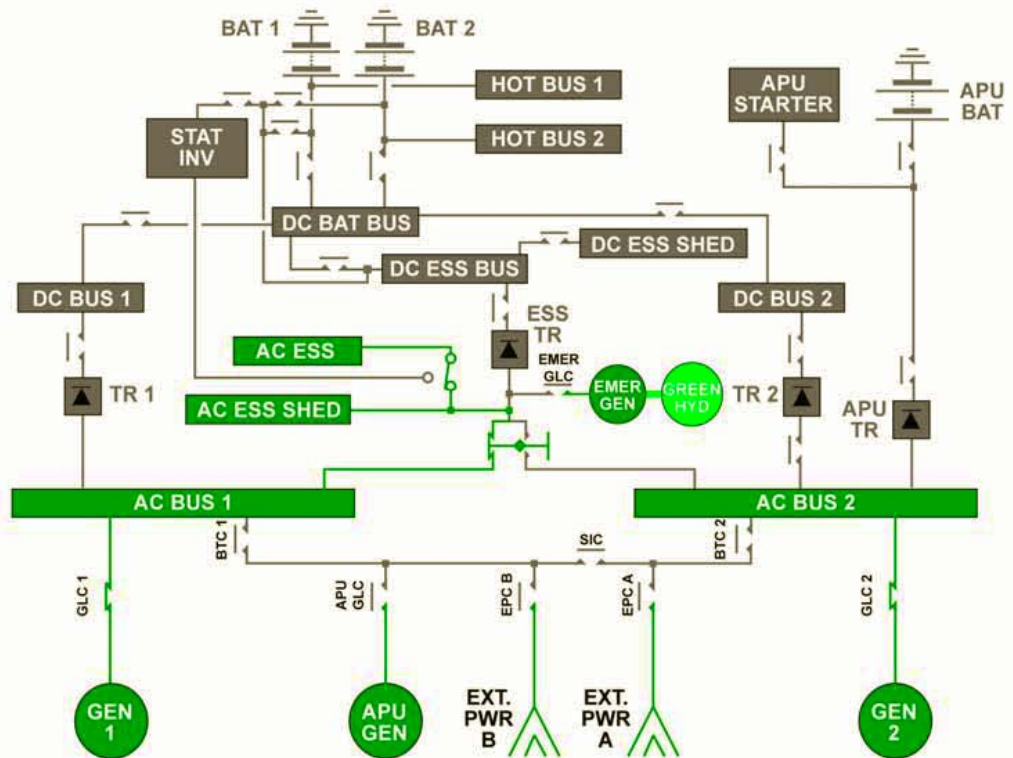 BAT 1
BAT 2
HOT BUS 1
APU
STARTER
APU
BAT
STAT
INV
HOT BUS 2
DC BAT BUS
DC ESS SHED
DC ESS BUS
DC BUS 1
DC BUS 2
ESS
TR
AC ESS
EMER
GLC
EMER
GEN
GREEN
HYD
TR 1
AC ESS SHED
TR 2
APU
TR
AC BUS 1
AC BUS 2
BTC 1
SIC
BTC 2
GLC 1
APU
GLC
EPC B
EPC A
GLC 2
GEN
1
APU
GEN
EXT.
PWR
B
EXT.
PWR
A
GEN
2